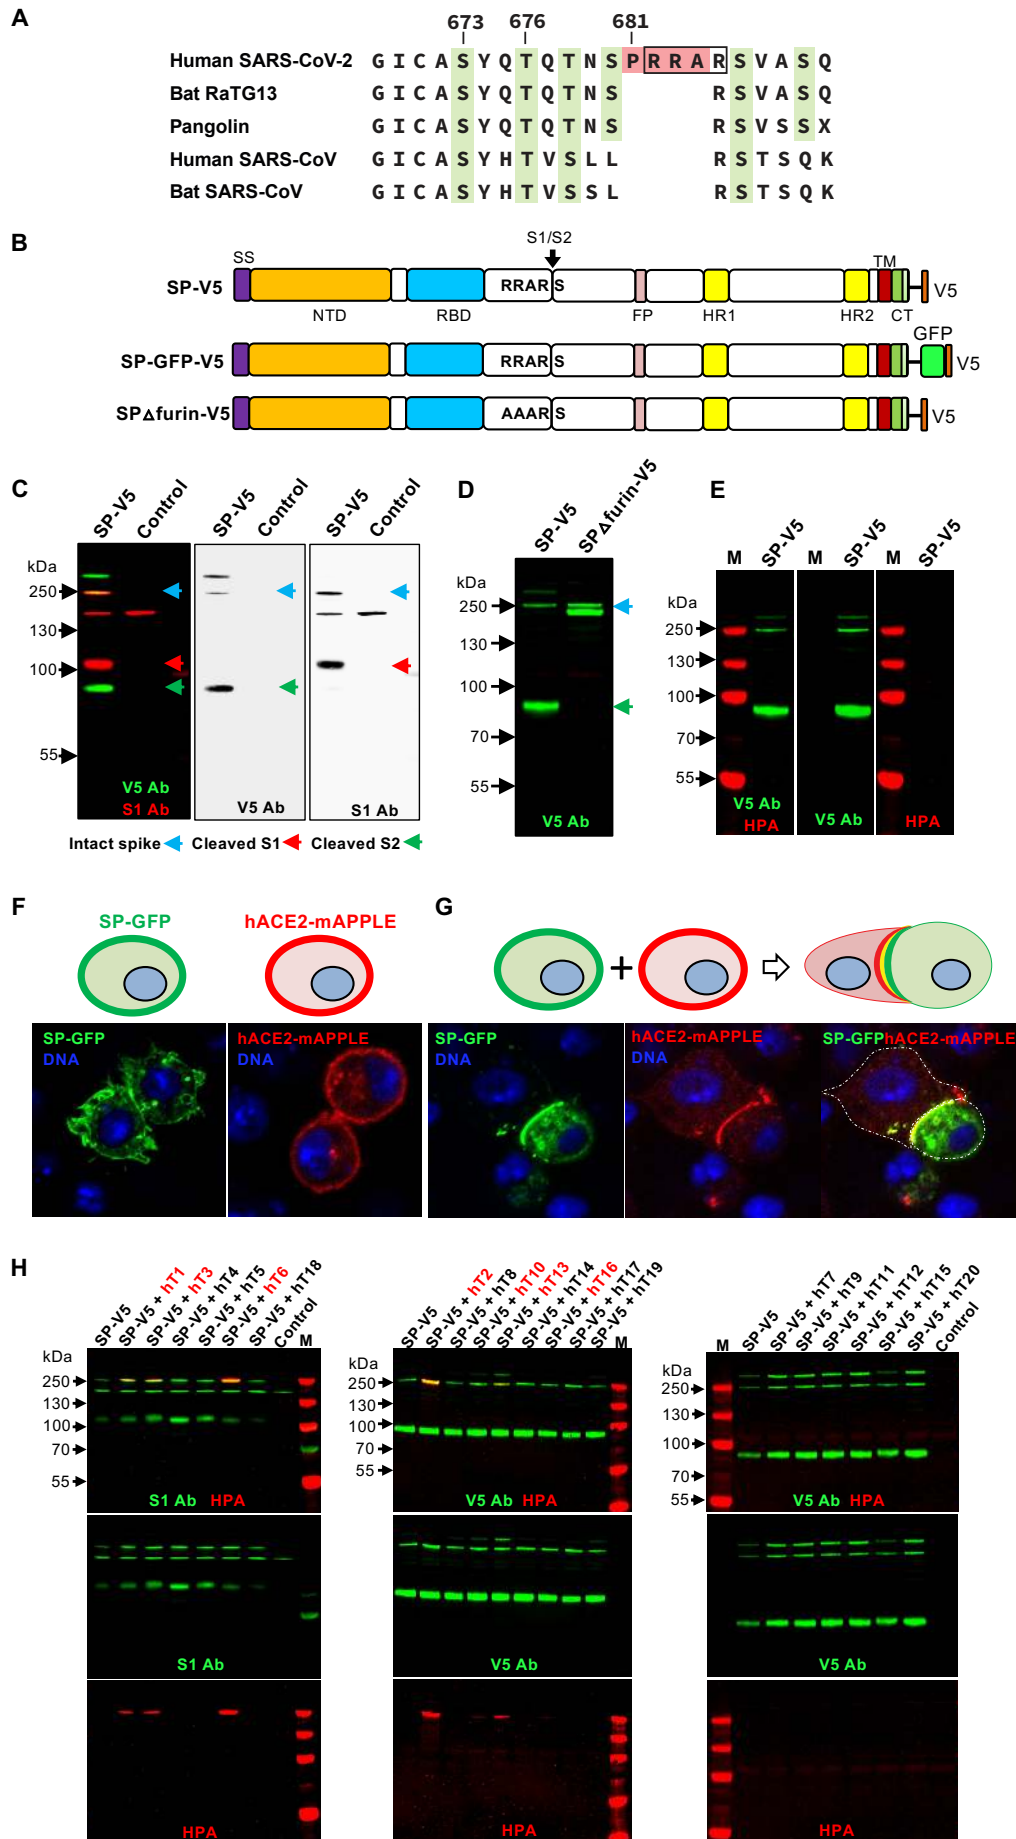 A
673 676 681
Human SARS-CoV-2 G I C A S Y Q T Q T N S P R R A R S V A S Q
Bat RaTG13 G I C A S Y Q T Q T N S R S V A S Q
Pangolin G I C A S Y Q T Q T N S R S V S S X
Human SARS-CoV G I C A S Y H T V S L L R S T S Q K
Bat SARS-CoV G I C A S Y H T V S S L R S T S Q K
B
S1/S2
SS TM
SP-V5 RRAR S V5
NTD RBD FP HR1 HR2 CT
GFP
SP-GFP-V5 RRAR S V5
SPΔfurin-V5 AAAR S V5
C
SP-V5 Control SP-V5 Control SP-V5 Control
kDa
250
130
100
55
V5 Ab
S1 Ab
V5 Ab
S1 Ab
Intact spike Cleaved S1 Cleaved S2
D
SP-V5 SPΔfurin-V5
kDa
250
130
100
70
55
V5 Ab
E
M SP-V5 M SP-V5 M SP-V5
kDa
250
130
100
70
55
V5 Ab
HPA
V5 Ab
HPA
F
SP-GFP hACE2-mAPPLE
SP-GFP
DNA
hACE2-mAPPLE
DNA
G
+
SP-GFP
DNA
hACE2-mAPPLE
DNA
SP-GFPhACE2-mAPPLE
H
SP-V5 SP-V5 + hT1 SP-V5 + hT3 SP-V5 + hT4 SP-V5 + hT5 SP-V5 + hT6 SP-V5 + hT18 Control M
kDa
250
130
100
70
55
S1 Ab HPA
S1 Ab
HPA
SP-V5 SP-V5 + hT2 SP-V5 + hT8 SP-V5 + hT10 SP-V5 + hT13 SP-V5 + hT14 SP-V5 + hT16 SP-V5 + hT17 SP-V5 + hT19 M
kDa
250
130
100
70
55
V5 Ab HPA
V5 Ab
HPA
M SP-V5 SP-V5 + hT7 SP-V5 + hT9 SP-V5 + hT11 SP-V5 + hT12 SP-V5 + hT15 SP-V5 + hT20 Control
kDa
250
130
100
70
55
V5 Ab HPA
V5 Ab
HPA